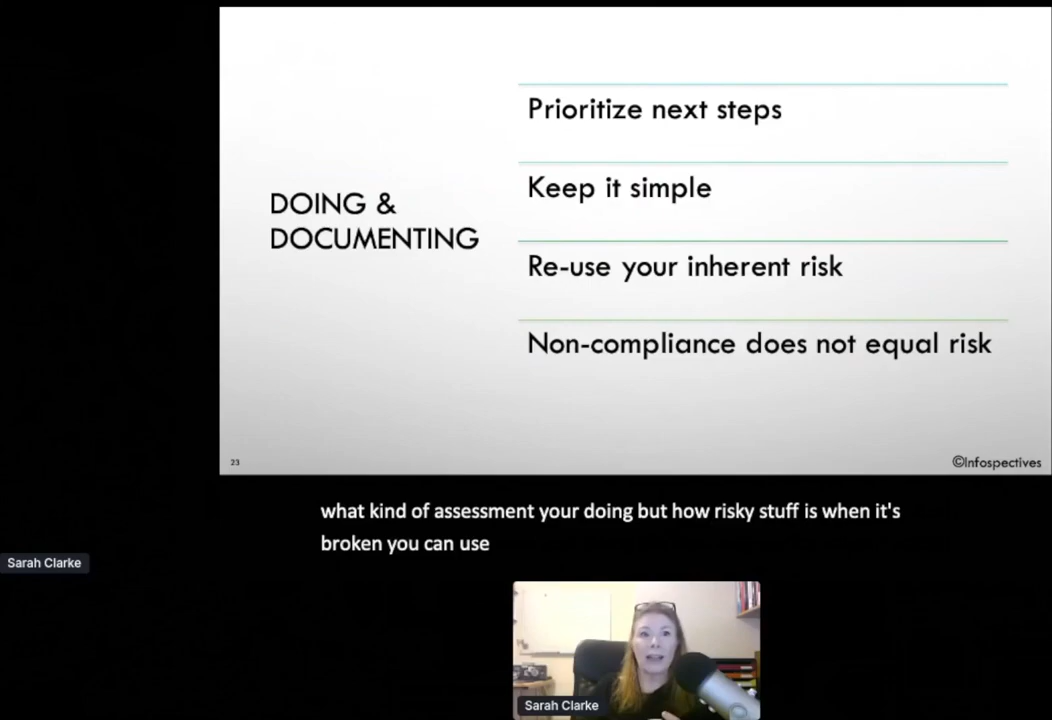 DOING &
DOCUMENTING
Prioritize next steps
Keep it simple
Re-use your inherent risk
Non-compliance does not equal risk
23
©Infospectives
what kind of assessment your doing but how risky stuff is when it's
broken you can use
Sarah Clarke
Sarah Clarke